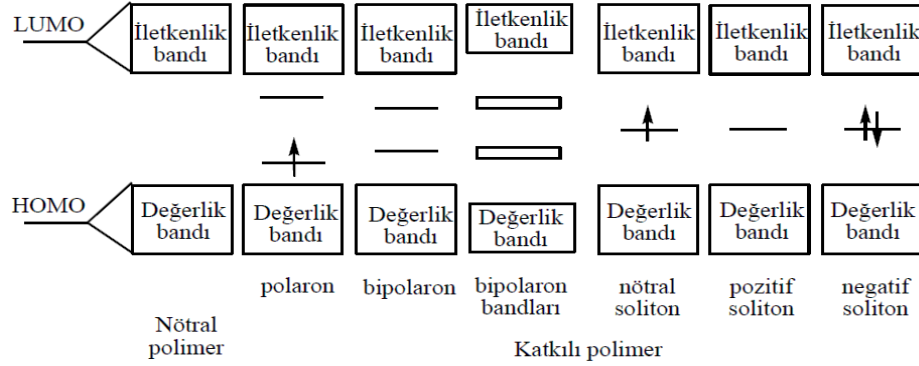 LUMO
İletkenlik
bandı
İletkenlik
bandı
İletkenlik
bandı
İletkenlik
bandı
İletkenlik
bandı
İletkenlik
bandı
İletkenlik
bandı
HOMO
Değerlik
bandı
Değerlik
bandı
Değerlik
bandı
Değerlik
bandı
Değerlik
bandı
Değerlik
bandı
Değerlik
bandı
polaron
bipolaron
bipolaron
bandları
nötral
soliton
pozitif
soliton
negatif
soliton
Nötral
polimer
Katkılı polimer